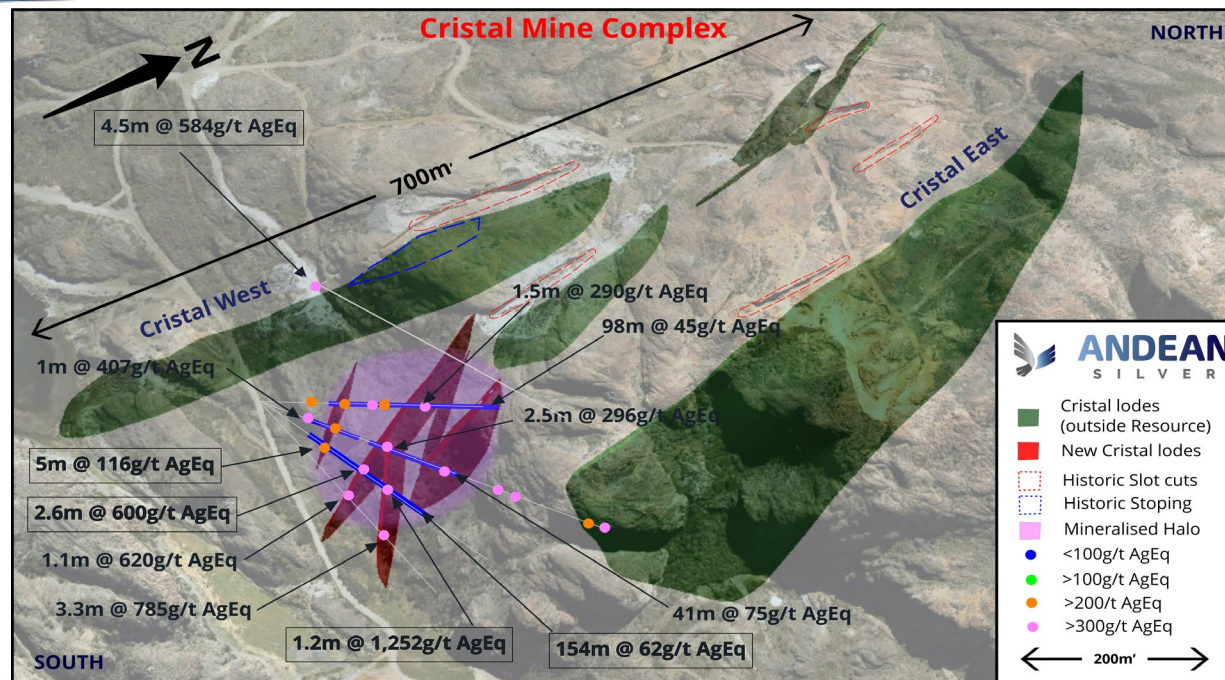 Cristal Mine Complex
NORTH
N
4.5m @ 584g/t AgEq
700m'
Cristal East
Cristal West
1.5m @ 290g/t AgEq
98m @ 45g/t AgEq
1m @ 407g/t AgEq
2.5m @ 296g/t AgEq
5m @ 116g/t AgEq
2.6m @ 600g/t AgEq
1.1m @ 620g/t AgEq
3.3m @ 785g/t AgEq
41m @ 75g/t AgEq
1.2m @ 1,252g/t AgEq
154m @ 62g/t AgEq
SOUTH
ANDEAN
SILVER
Cristal lodes
(outside Resource)
New Cristal lodes
Historic Slot cuts
Historic Stoping
Mineralised Halo
<100g/t AgEq
>100g/t AgEq
>200/t AgEq
>300g/t AgEq
200m'